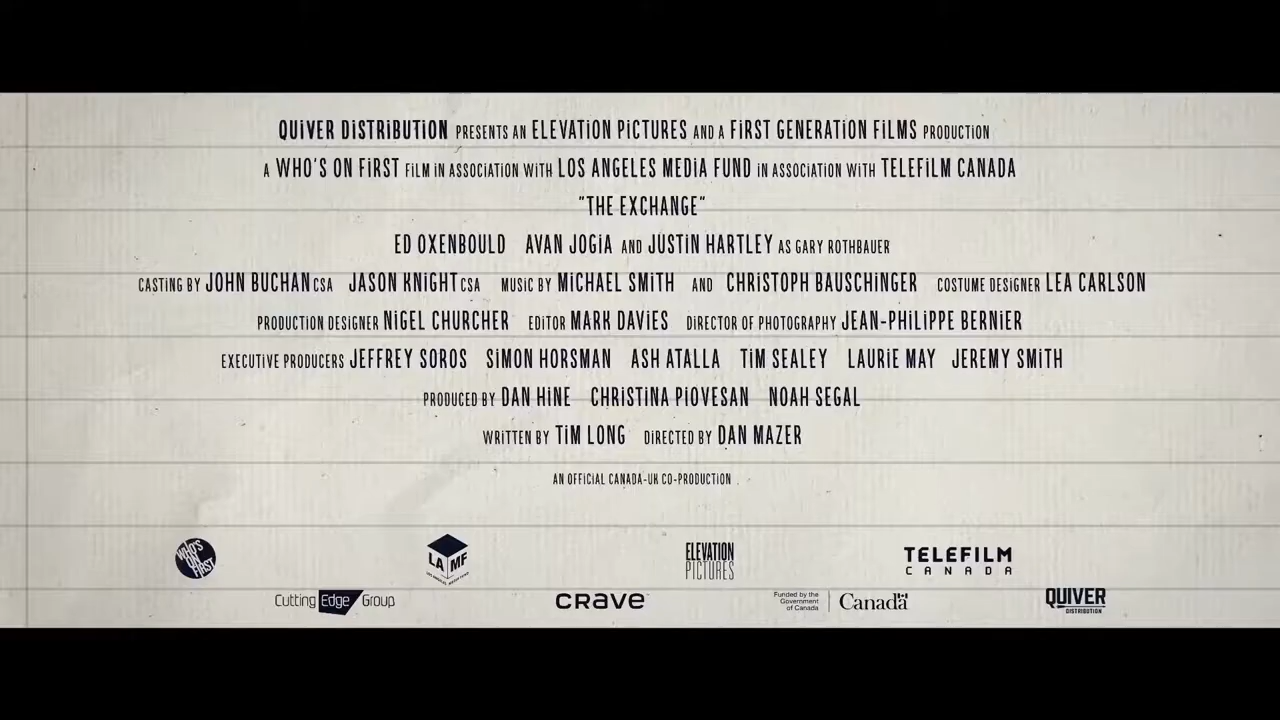 QUIVER DISTRIBUTION PRESENTS AN ELEVATION PICTURES AND A FIRST GENERATION FILMS PRODUCTION
A WHO'S ON FIRST FILM IN ASSOCIATION WITH LOS ANGELES MEDIA FUND IN ASSOCIATION WITH TELEFILM CANADA
"THE EXCHANGE"
ED OXENBOULD AVAN JOGIA AND JUSTIN HARTLEY AS GARY ROTHBAUER
CASTING BY JOHN BUCHAN CSA JASON KNIGHT CSA MUSIC BY MICHAEL SMITH AND CHRISTOPH BAUSCHINGER COSTUME DESIGNER LEA CARLSON
PRODUCTION DESIGNER NIGEL CHURCHER EDITOR MARK DAVIES DIRECTOR OF PHOTOGRAPHY JEAN-PHILIPPE BERNIER
EXECUTIVE PRODUCERS JEFFREY SOROS SIMON HORSMAN ASH ATALLA TIM SEALEY LAURIE MAY JEREMY SMITH
PRODUCED BY DAN HINE CHRISTINA PIOVESAN NOAH SEGAL
WRITTEN BY TIM LONG DIRECTED BY DAN MAZER
AN OFFICIAL CANADA-UK CO-PRODUCTION
WHO'S
ON
FIRST
LAMF
LOS ANGELES MEDIA FUND
ELEVATION
PICTURES
TELEFILM
CANADA
Cutting Edge Group
CRAVE
Funded by the
Government
of Canada
Canada
QUIVER
DISTRIBUTION